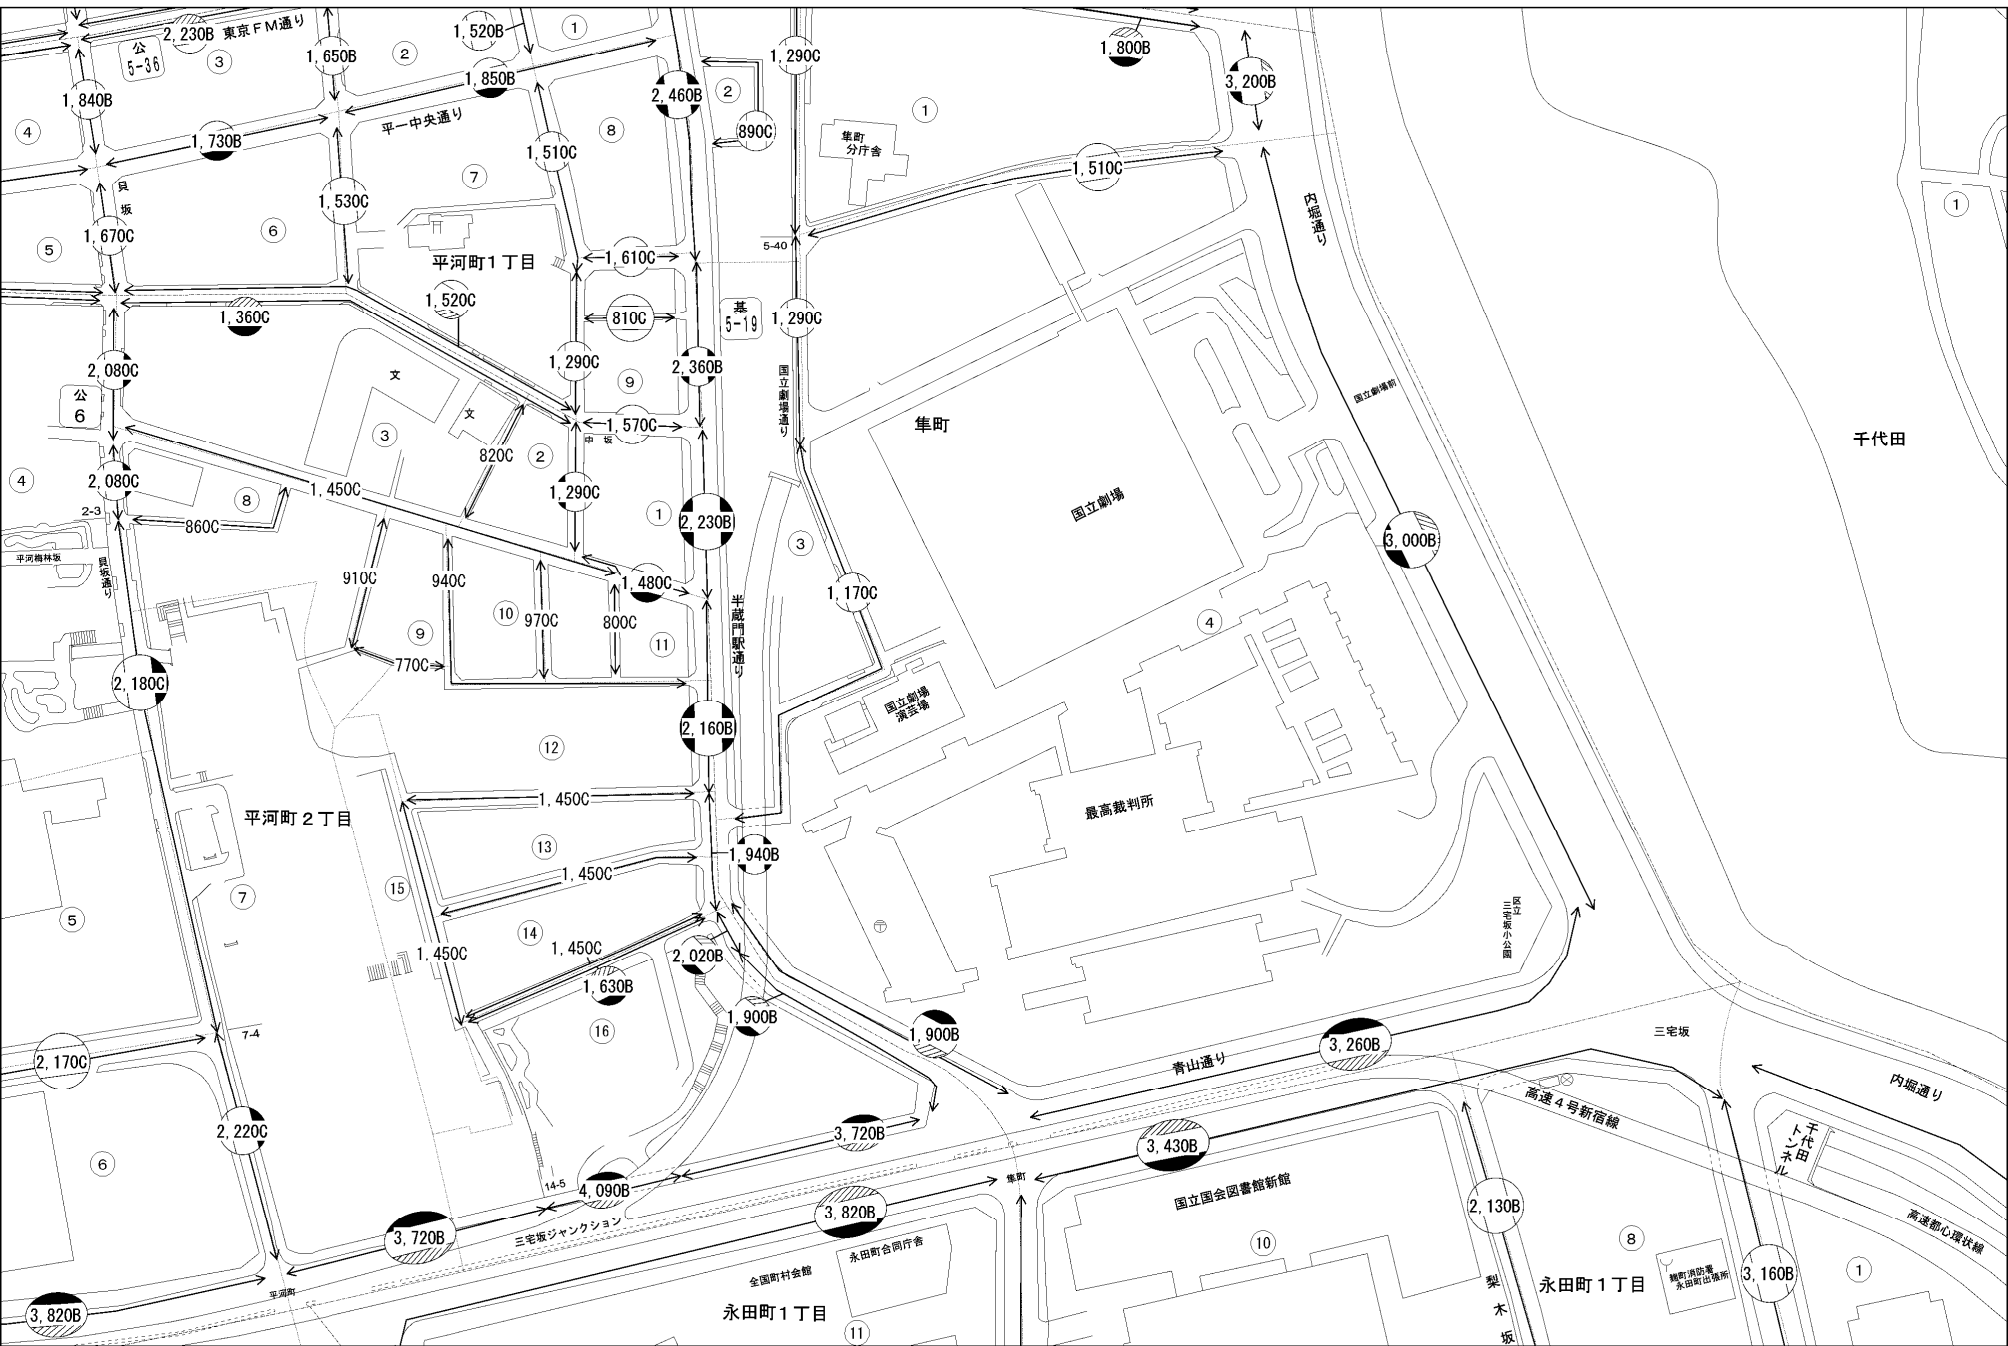 2,230B
東京ＦＭ通り
公
5-36
3
1,650B
2
1,520B
1
1,850B
平一中央通り
1,840B
4
1,730B
2,460B
2
890C
1,290C
1
隼町
分庁舎
1,800B
3,200B
1,510C
8
7
1,510C
1,530C
貝
坂
1,670C
5
6
平河町１丁目
1,610C
5-40
内堀通り
1
1,520C
1,360C
810C
基
5-19
1,290C
2,080C
公
6
文
文
1,290C
2,360B
9
国立劇場通り
国立劇場前
隼町
千代田
1,570C
中坂
3
820C
2
2,080C
4
2-3
8
860C
1,450C
1,290C
1
2,230B
3
国立劇場
3,000B
平河梅林坂
貝坂通り
910C
940C
10
970C
800C
1,480C
11
9
770C
半蔵門駅通り
1,170C
4
2,180C
国立劇場
演芸場
2,160B
12
1,450C
最高裁判所
平河町２丁目
13
1,450C
1,940B
15
7
5
14
1,450C
1,450C
1,630B
2,020B
区立
三宅坂小公園
16
1,900B
1,900B
3,260B
青山通り
三宅坂
7-4
2,170C
2,220C
3,720B
3,430B
高速４号新宿線
内堀通り
千代田
トンネル
6
14-5
4,090B
隼町
国立国会図書館新館
2,130B
3,820B
3,720B
三宅坂ジャンクション
永田町合同庁舎
全国町村会館
永田町１丁目
11
10
梨木坂
永田町１丁目
8
麹町消防署
永田町出張所
3,160B
1
高速都心環状線
平河町
3,820B